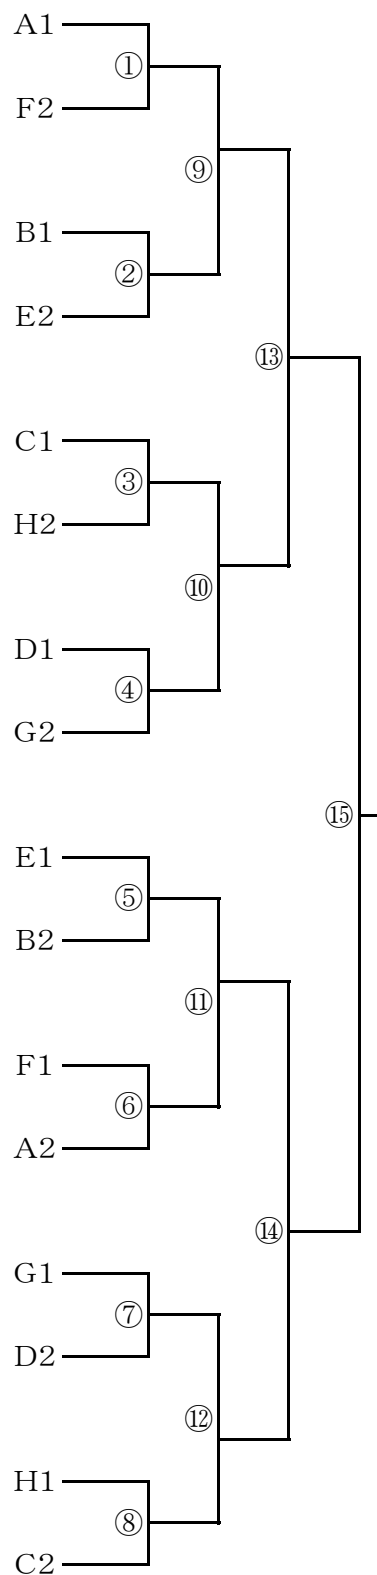 A1
①
F2
⑨
B1
②
E2
⑬
C1
③
H2
⑩
D1
④
G2
⑮
E1
⑤
B2
⑪
F1
⑥
A2
⑭
G1
⑦
D2
⑫
H1
⑧
C2